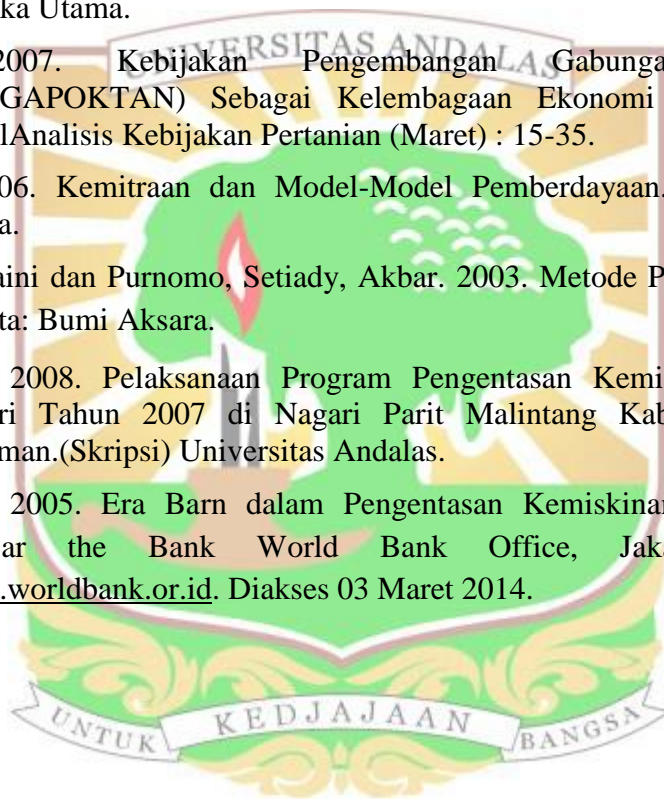 ka Utama.
2007. Kebijakan Pengembangan Gabunga
GAPOKTAN) Sebagai Kelembagaan Ekonomi
lAnalisis Kebijakan Pertanian (Maret) : 15-35.
06. Kemitraan dan Model-Model Pemberdayaan.
a.
aini dan Purnomo, Setiady, Akbar. 2003. Metode P
ta: Bumi Aksara.
2008. Pelaksanaan Program Pengentasan Kemi
ri Tahun 2007 di Nagari Parit Malintang Kab
man.(Skripsi) Universitas Andalas.
2005. Era Barn dalam Pengentasan Kemiskinan
ar the Bank World Bank Office, Jaka
.worldbank.or.id. Diakses 03 Maret 2014.
UNIVERSITAS ANDALAS
UNTUK KEDJAJAAN BANGSA